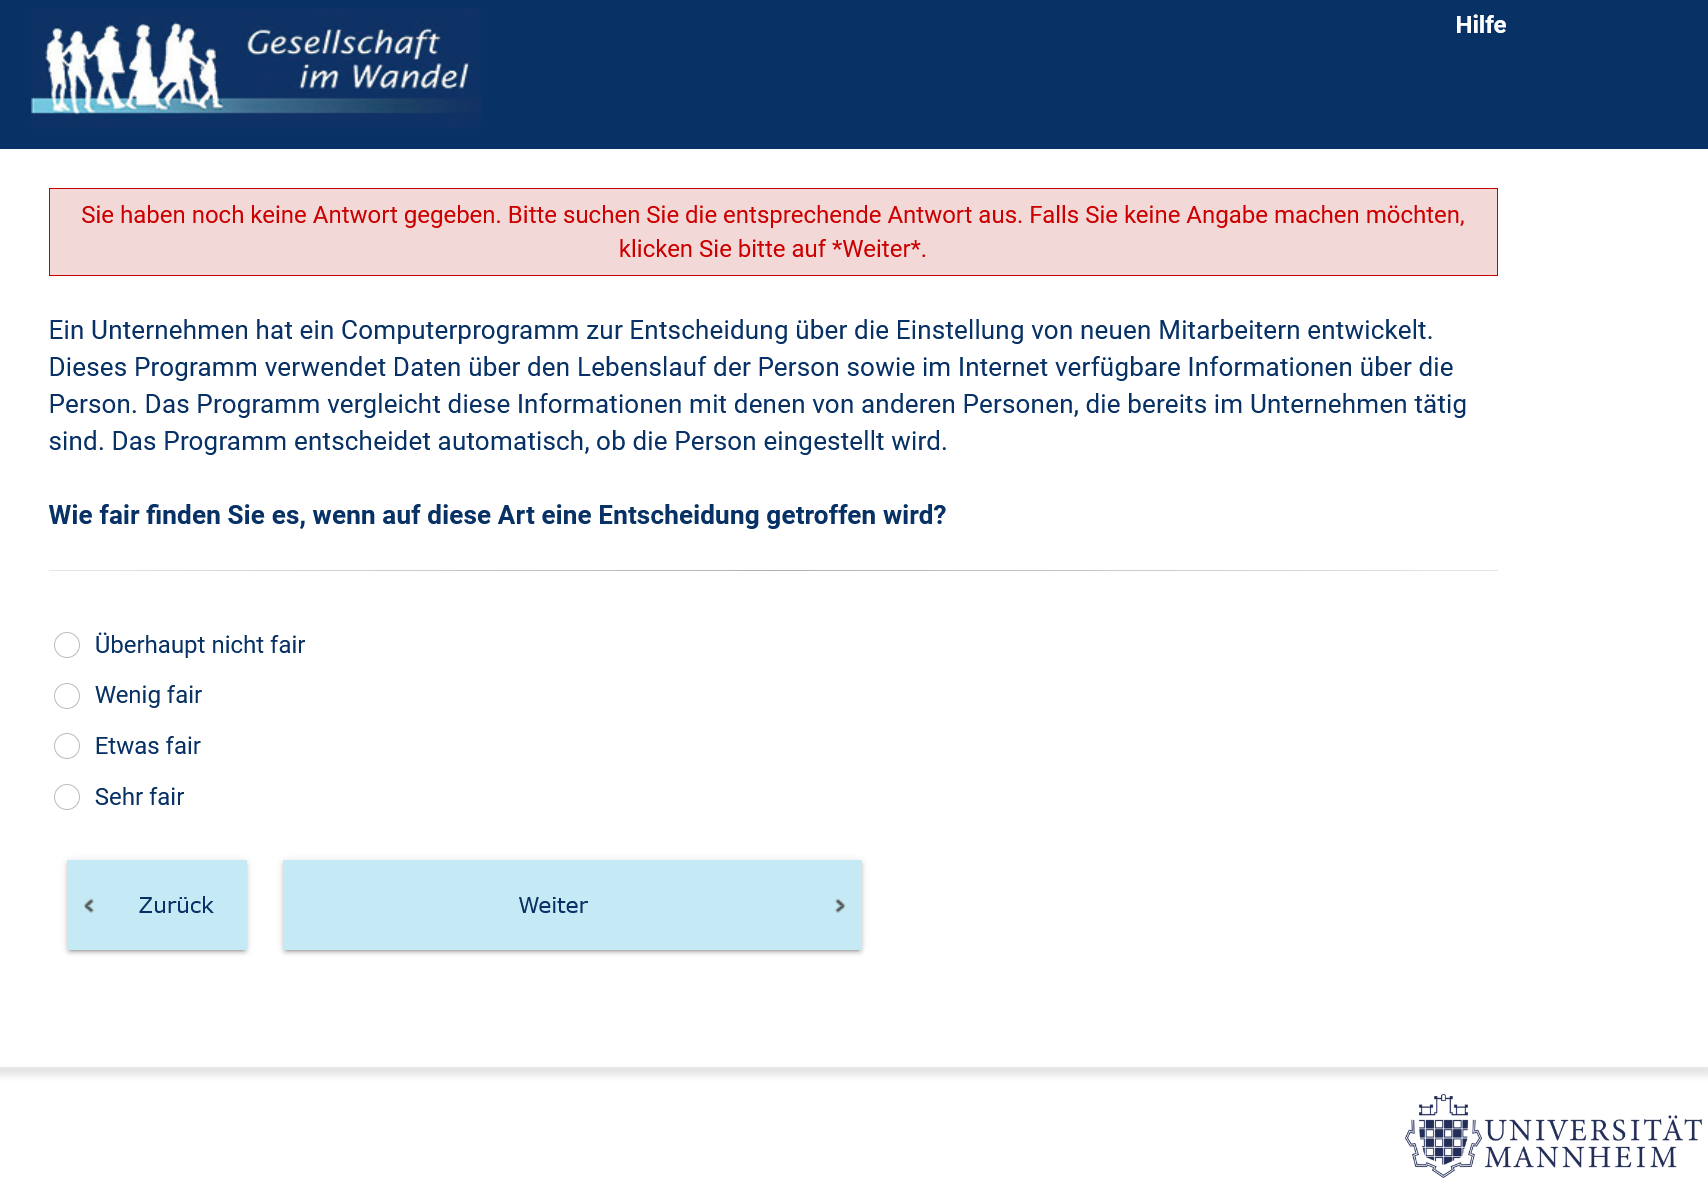 Gesellschaft
im Wandel
Hilfe
Sie haben noch keine Antwort gegeben. Bitte suchen Sie die entsprechende Antwort aus. Falls Sie keine Angabe machen möchten,
klicken Sie bitte auf *Weiter*.
Ein Unternehmen hat ein Computerprogramm zur Entscheidung über die Einstellung von neuen Mitarbeitern entwickelt.
Dieses Programm verwendet Daten über den Lebenslauf der Person sowie im Internet verfügbare Informationen über die
Person. Das Programm vergleicht diese Informationen mit denen von anderen Personen, die bereits im Unternehmen tätig
sind. Das Programm entscheidet automatisch, ob die Person eingestellt wird.
Wie fair finden Sie es, wenn auf diese Art eine Entscheidung getroffen wird?
Überhaupt nicht fair
Wenig fair
Etwas fair
Sehr fair
Zurück
Weiter
UNIVERSITÄT
MANNHEIM